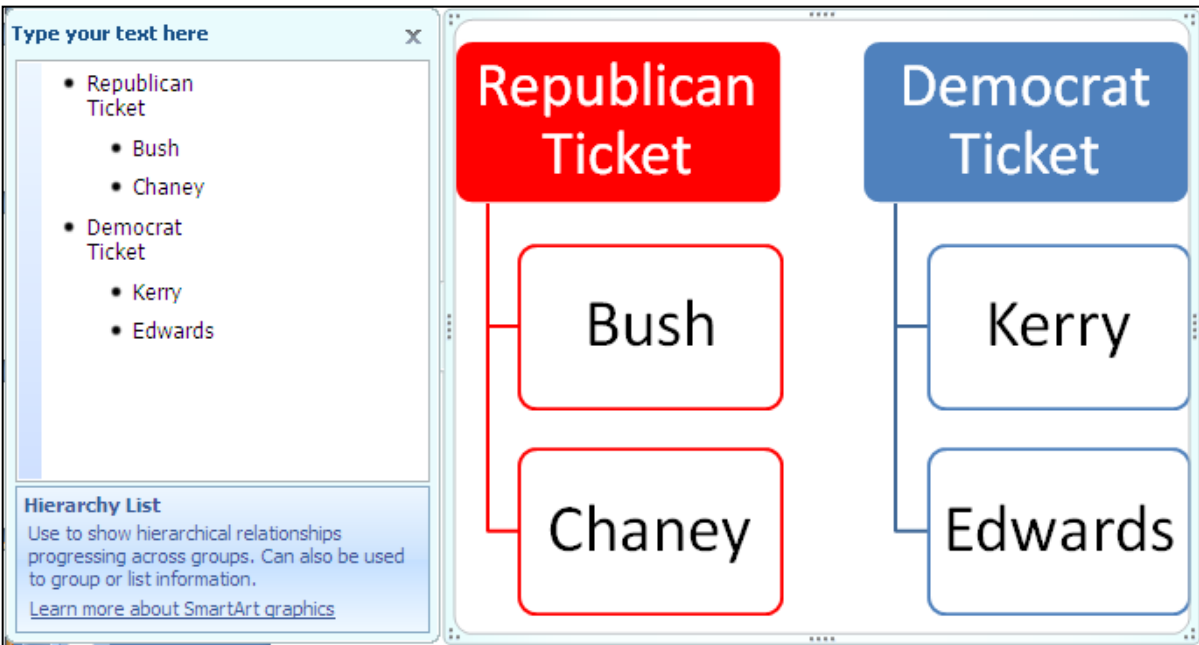 Type your text here
Republican
Ticket
Bush
Chaney
Democrat
Ticket
Kerry
Edwards
Hierarchy List
Use to show hierarchical relationships
progressing across groups. Can also be used
to group or list information.
Learn more about SmartArt graphics
Republican
Ticket
Bush
Chaney
Democrat
Ticket
Kerry
Edwards